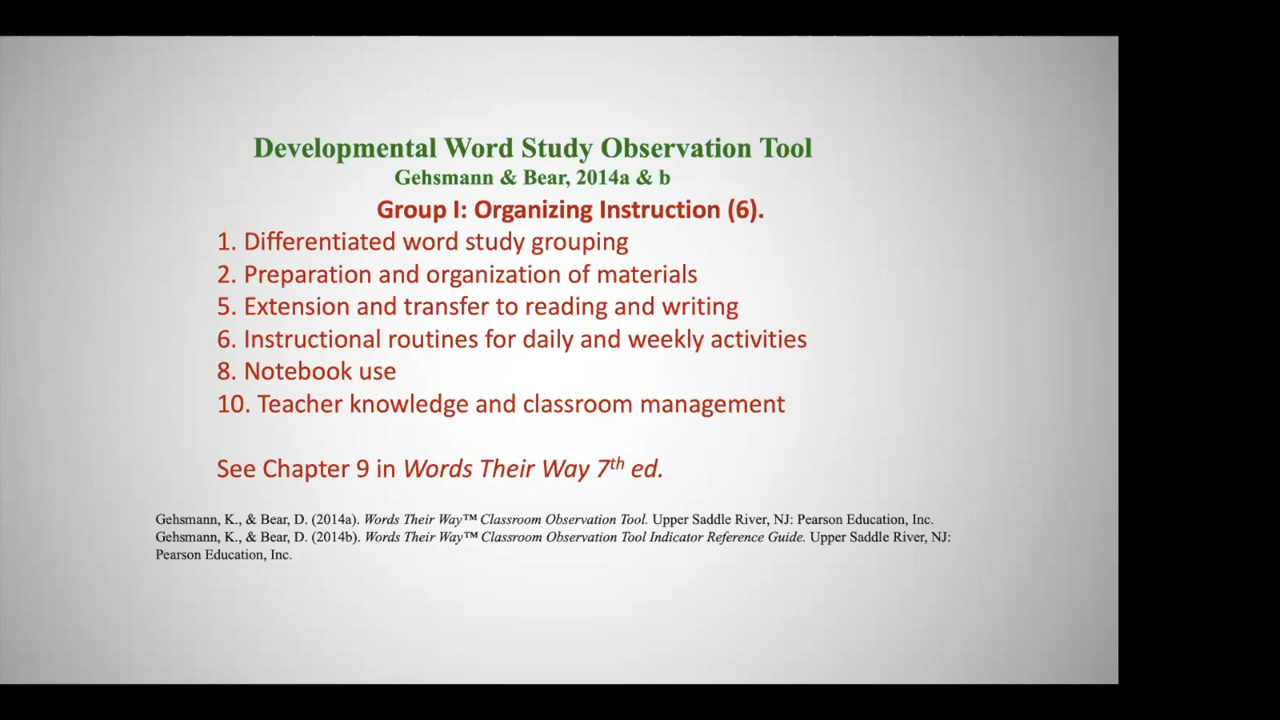 Developmental Word Study Observation Tool
Gehsmann & Bear, 2014a & b
Group I: Organizing Instruction (6).
1. Differentiated word study grouping
2. Preparation and organization of materials
5. Extension and transfer to reading and writing
6. Instructional routines for daily and weekly activities
8. Notebook use
10. Teacher knowledge and classroom management
See Chapter 9 in Words Their Way 7th ed.
Gehsmann, K., & Bear, D. (2014a). Words Their Way™ Classroom Observation Tool. Upper Saddle River, NJ: Pearson Education, Inc.
Gehsmann, K., & Bear, D. (2014b). Words Their Way™ Classroom Observation Tool Indicator Reference Guide. Upper Saddle River, NJ:
Pearson Education, Inc.